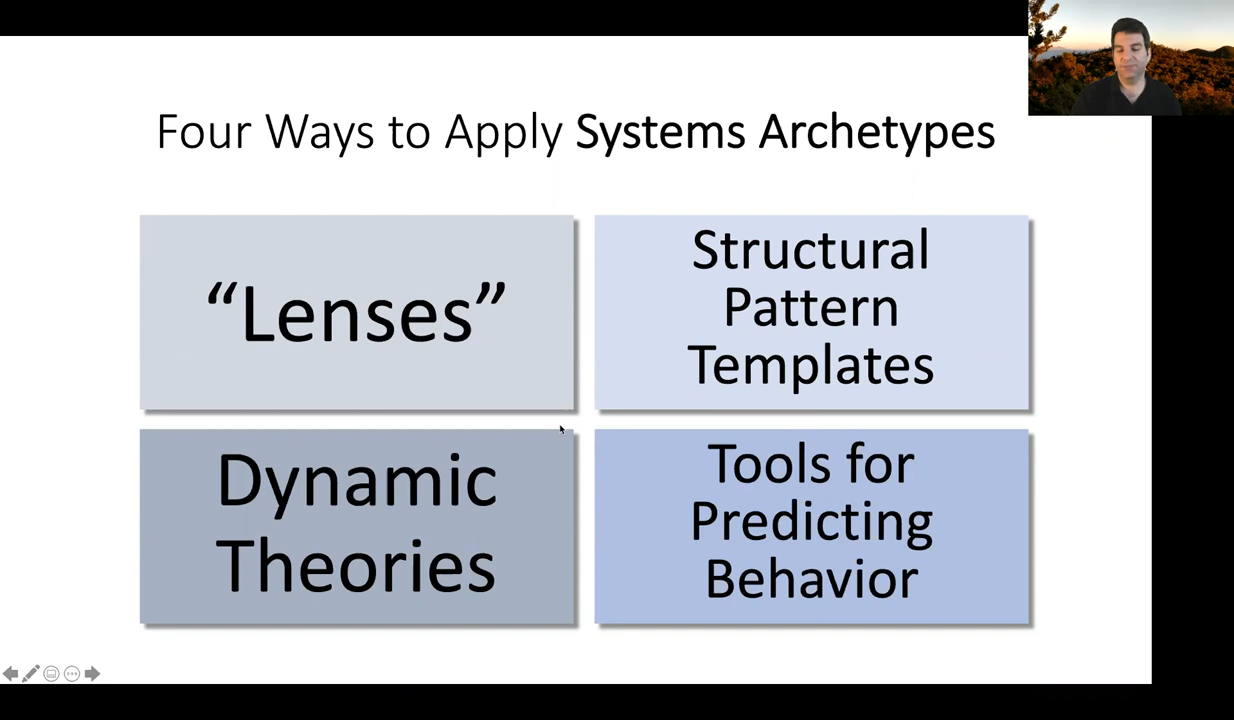 Four Ways to Apply Systems Archetypes
“Lenses”
Structural
Pattern
Templates
Dynamic
Theories
Tools for
Predicting
Behavior